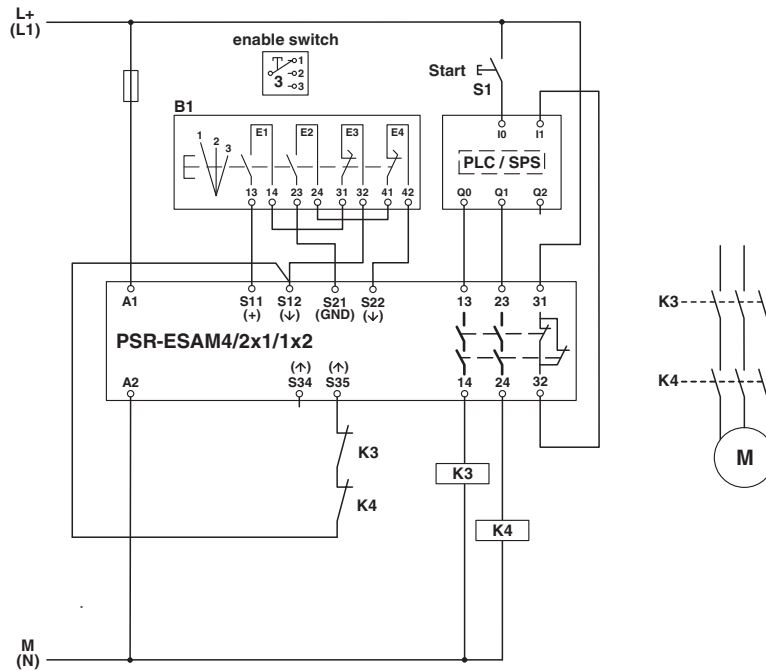 L+
(L1)
enable switch
1
2
3
3
Start
S1
B1
1
2
3
E1
E2
E3
E4
13
14
23
24
31
32
41
42
I0
I1
PLC / SPS
Q0
Q1
Q2
A1
S11
(+)
S12
(↓)
S21
(GND)
S22
(↓)
13
23
31
PSR-ESAM4/2x1/1x2
A2
(↑)
S34
(↑)
S35
14
24
32
K3
K4
K3
K4
K3
K4
M
M
(N)